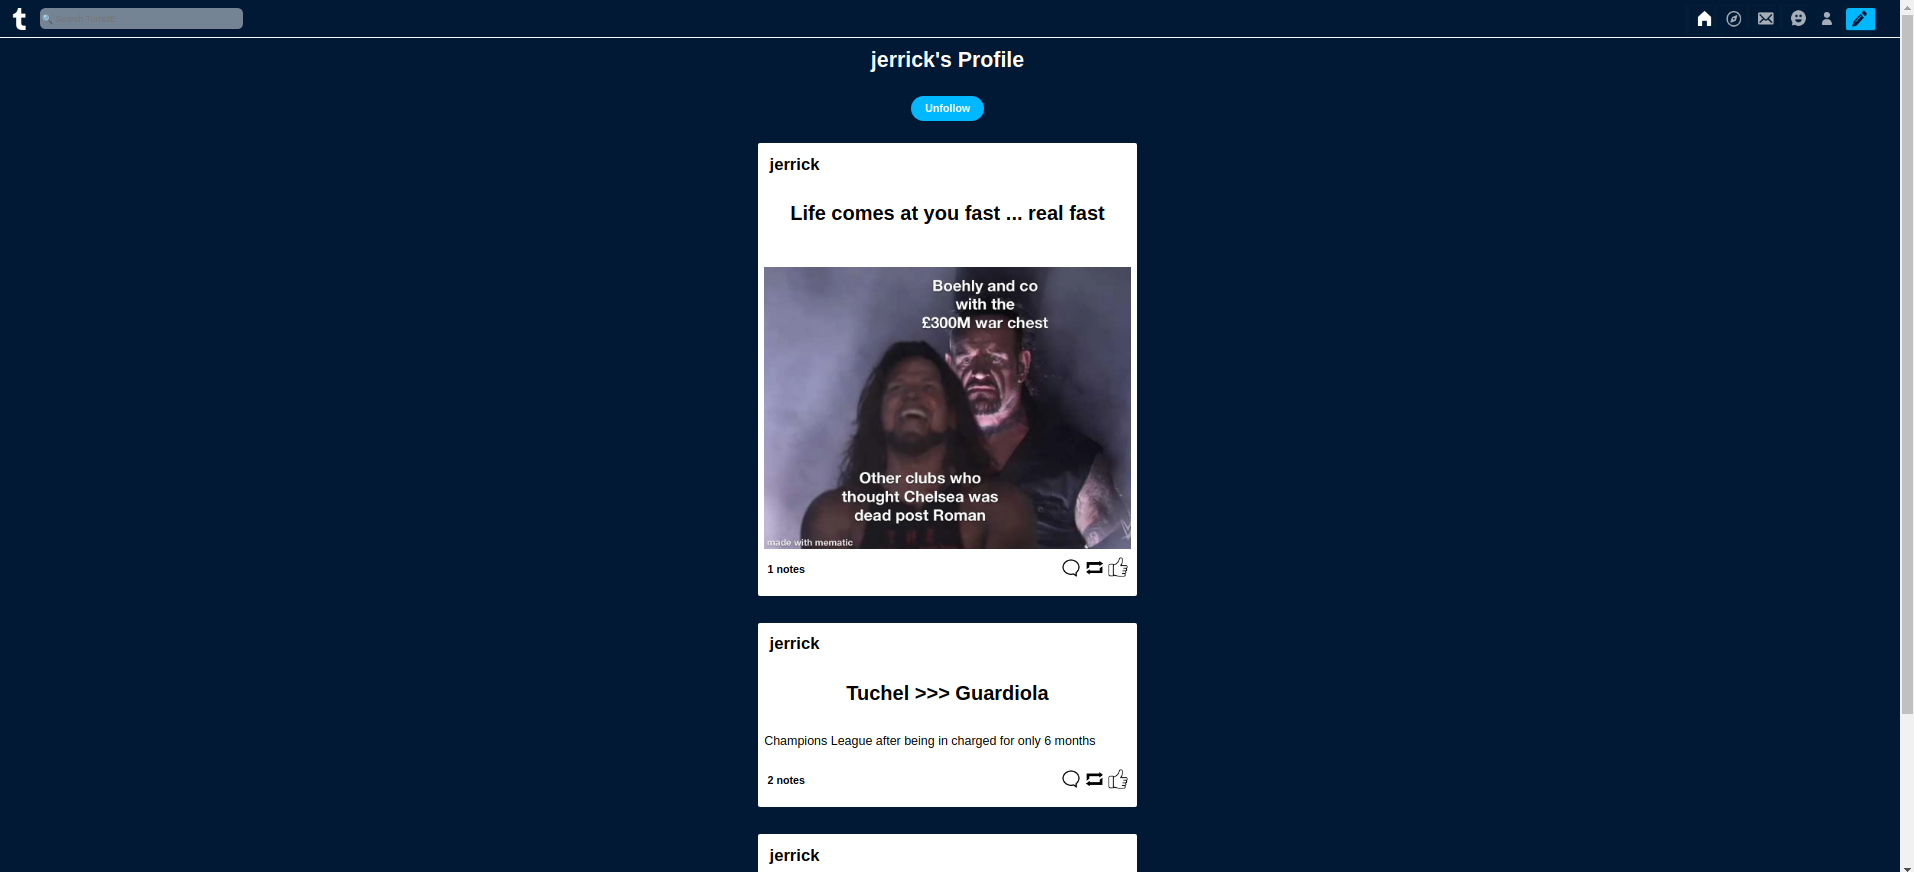 t
jerrick's Profile
Unfollow
jerrick
Life comes at you fast ... real fast
Boehly and co
with the
£300M war chest
Other clubs who
thought Chelsea was
dead post Roman
made with mematic
1 notes
jerrick
Tuchel >>> Guardiola
Champions League after being in charged for only 6 months
2 notes
jerrick